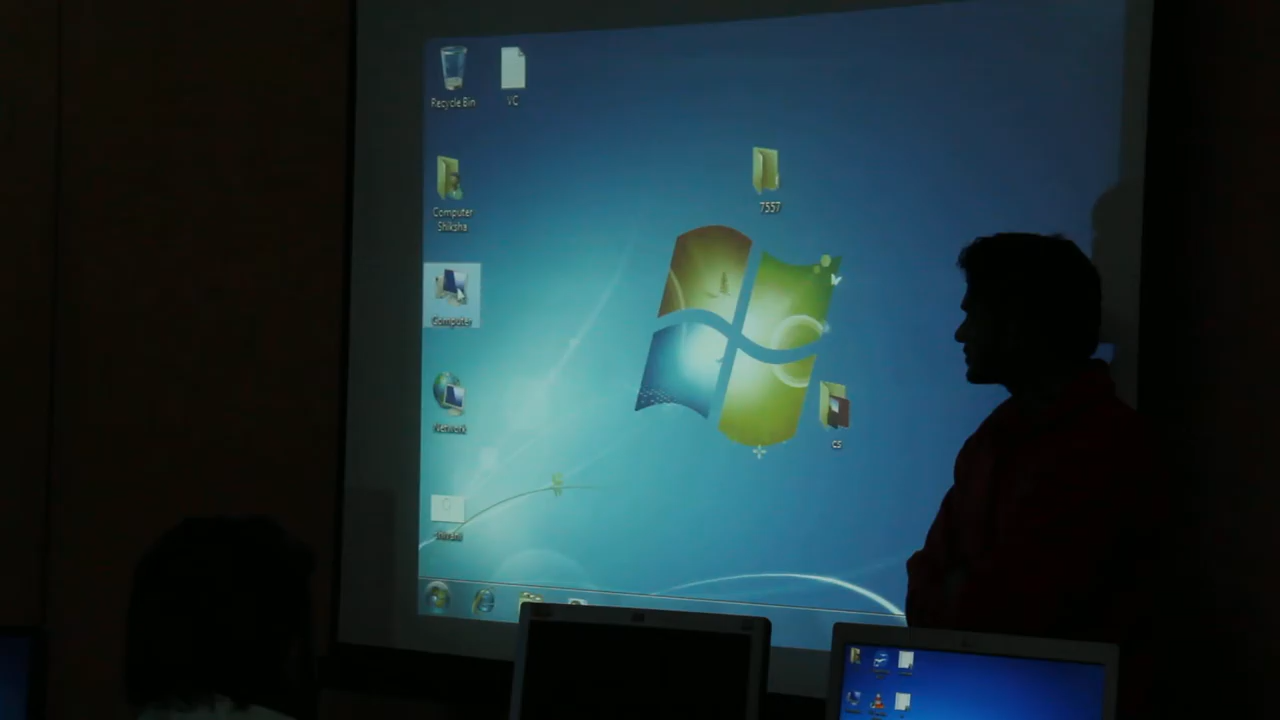 Recycle Bin
VC
7557
Computer
Shiksha
Computer
Network
cs